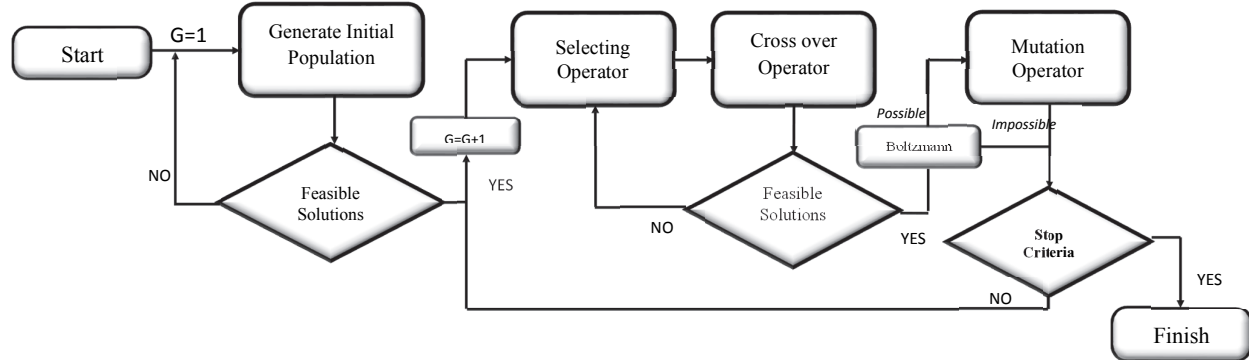 Start
G=1
Generate Initial
Population
NO
Feasible
Solutions
YES
G=G+1
Selecting
Operator
Cross over
Operator
NO
Feasible
Solutions
YES
Possible
Boltzmann
Impossible
Mutation
Operator
Stop
Criteria
NO
YES
Finish